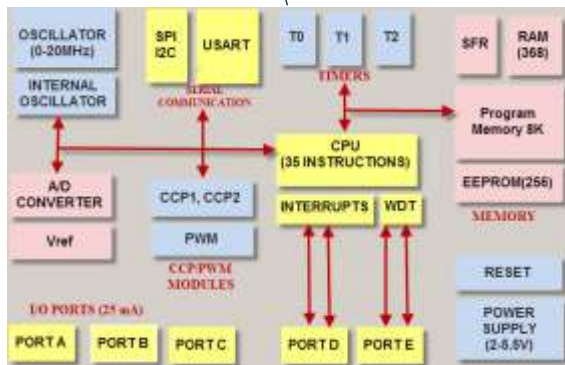 OSCILLATOR
(0-20MHz)
INTERNAL
OSCILLATOR
SPI
I2C
USART
SERIAL
COMMUNICATION
T0
T1
T2
TIMERS
SFR
RAM
(368)
Program
Memory 8K
EEPROM(256)
MEMORY
CPU
(35 INSTRUCTIONS)
INTERRUPTS
WDT
A/D
CONVERTER
Vref
CCP1, CCP2
PWM
CCP/PWM
MODULES
RESET
POWER
SUPPLY
(2-5.5V)
I/O PORTS (25 mA)
PORT A
PORT B
PORT C
PORT D
PORT E